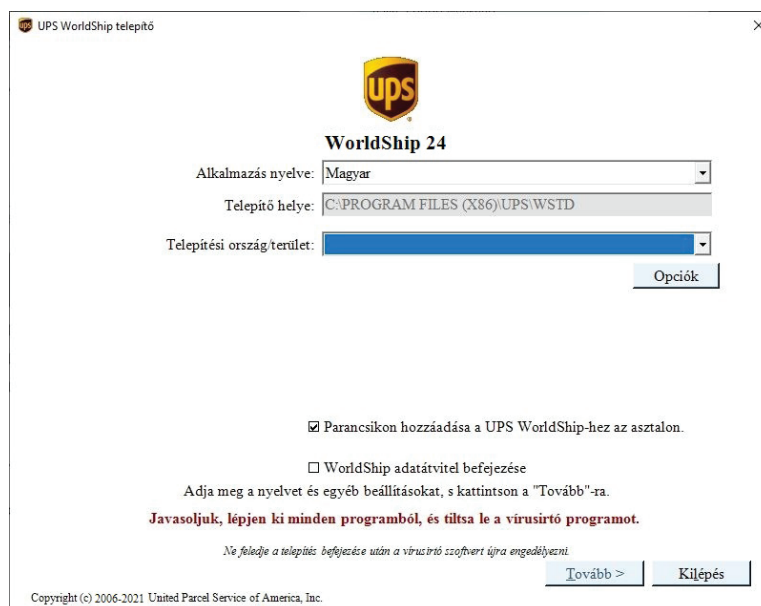 UPS WorldShip telepítő
ups
WorldShip 24
Alkalmazás nyelve: Magyar
Telepítő helye: C:\PROGRAM FILES (X86)\UPS\WSTD
Telepítési ország/terület:
Opciók
Parancsikon hozzáadása a UPS WorldShip-hez az asztalon.
WorldShip adatátvitel befejezése
Adja meg a nyelvet és egyéb beállításokat, s kattintson a "Tovább"-ra.
Javasoljuk, lépjen ki minden programból, és tiltsa le a vírusirtó programot.
Ne feledje a telepítés befejezése után a vírusirtó szoftvert újra engedélyezni.
Tovább > Kilépés
Copyright (c) 2006-2021 United Parcel Service of America, Inc.